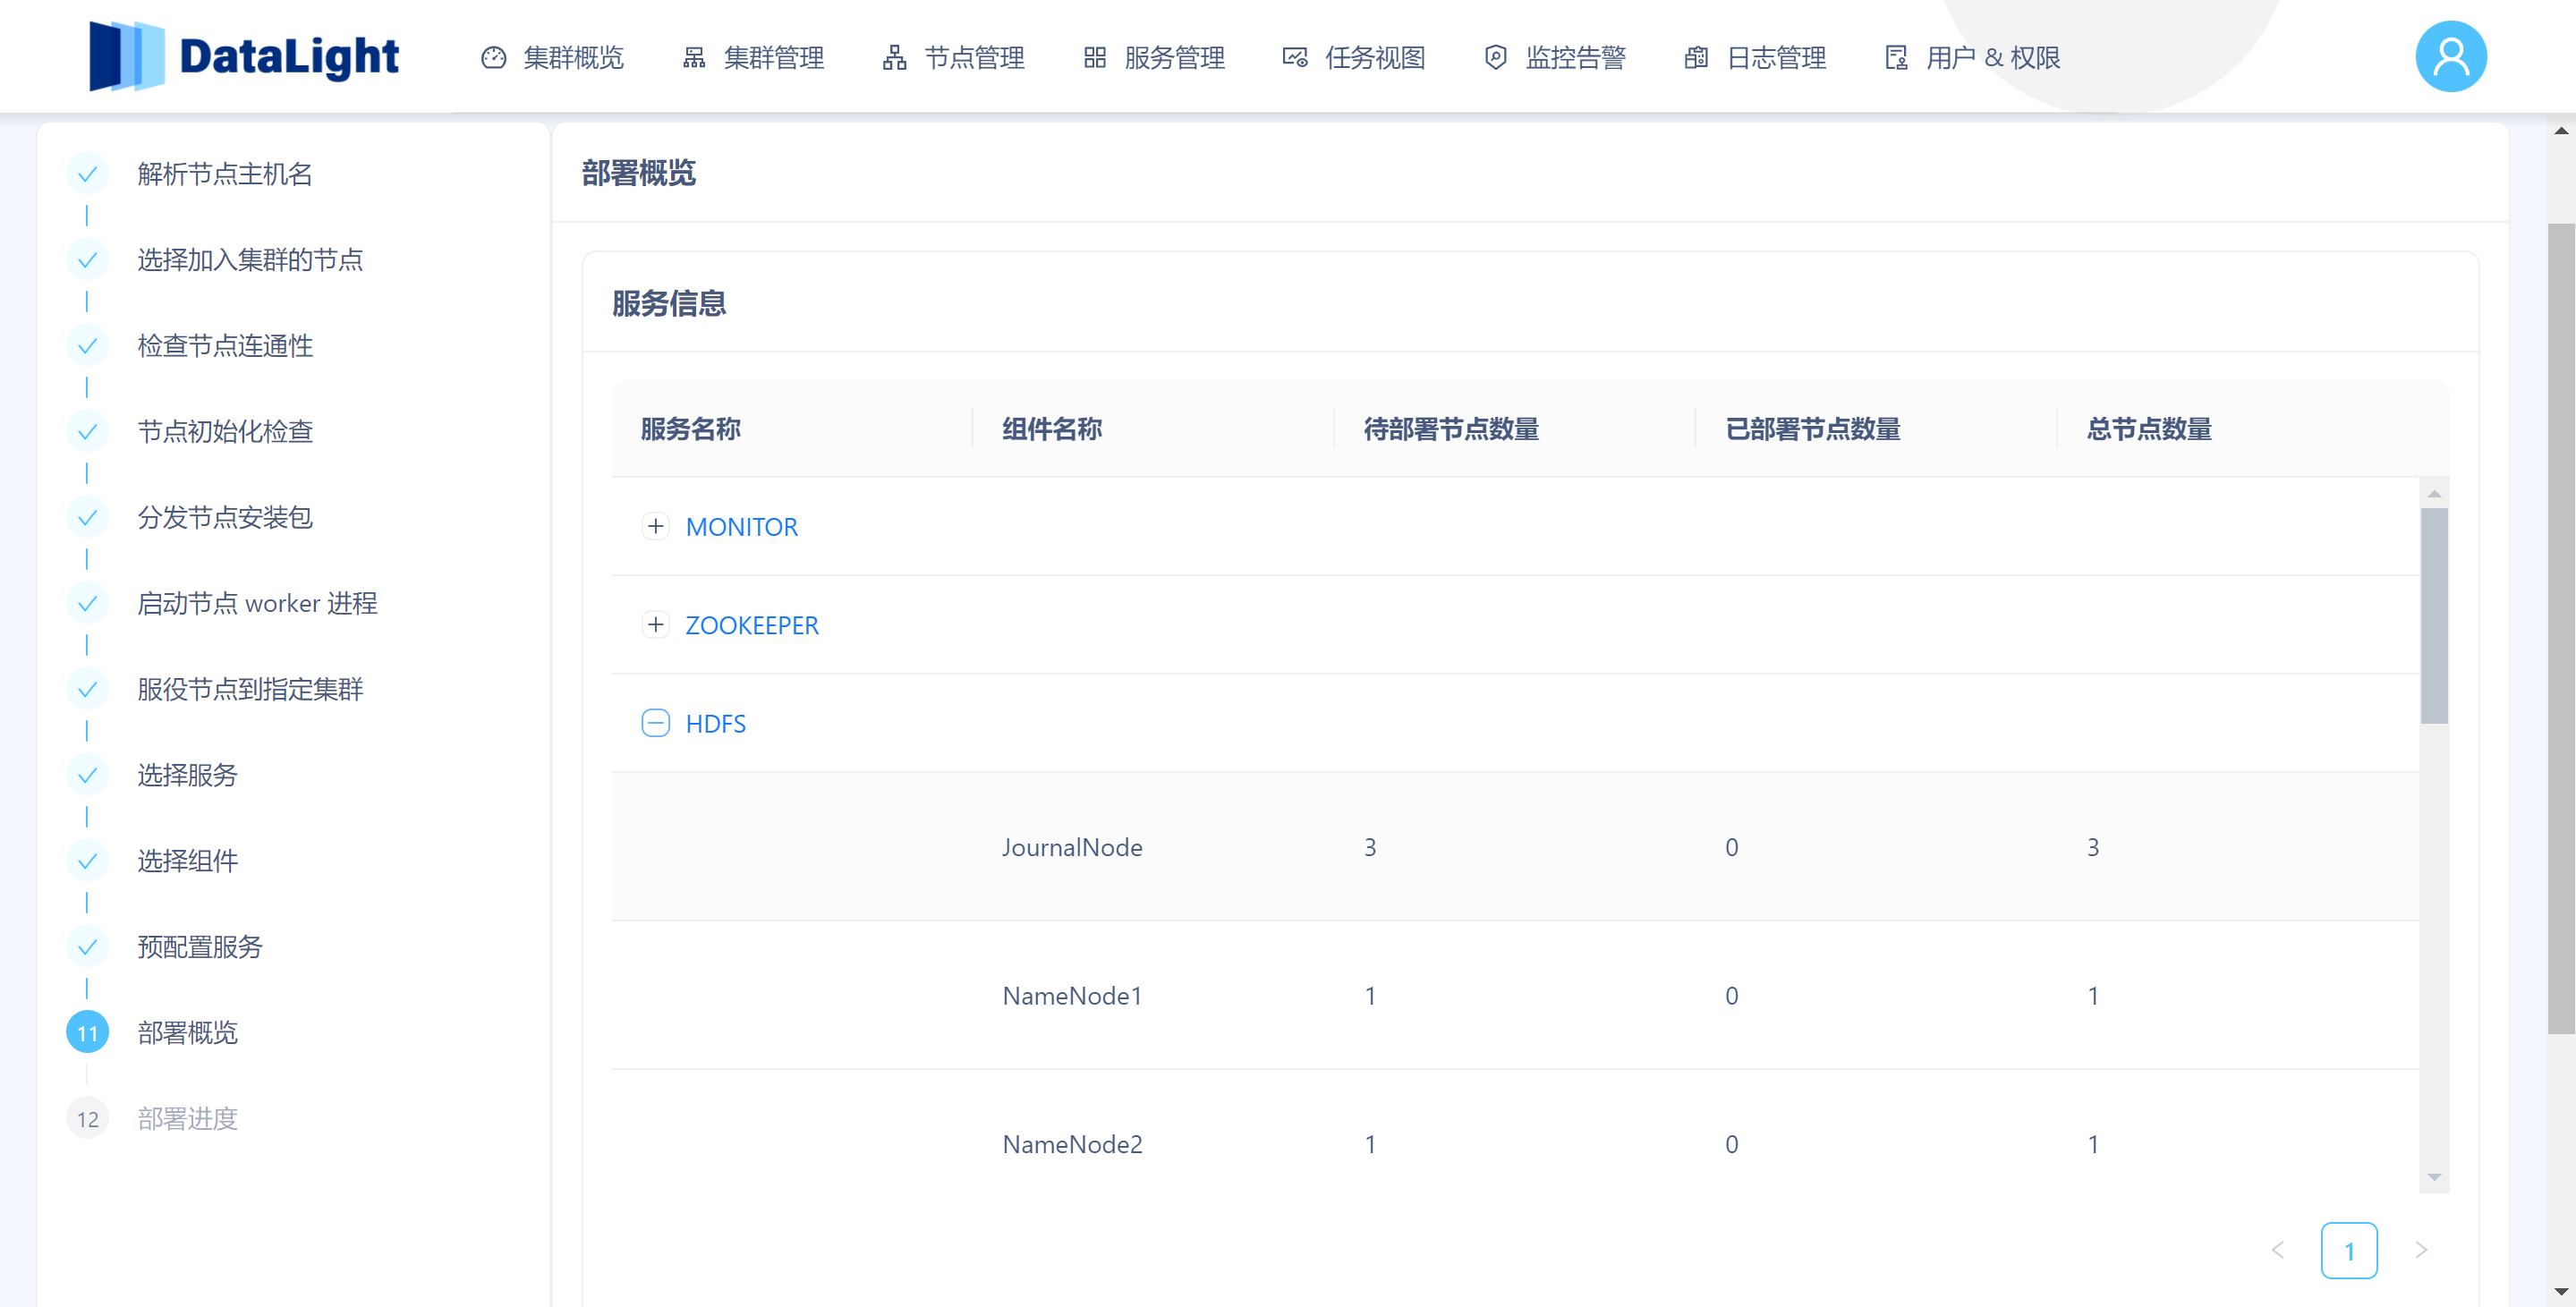 DataLight
集群概览
集群管理
节点管理
服务管理
任务视图
监控告警
日志管理
用户 & 权限
解析节点主机名
选择加入集群的节点
检查节点连通性
节点初始化检查
分发节点安装包
启动节点 worker 进程
服役节点到指定集群
选择服务
选择组件
预配置服务
11 部署概览
12 部署进度
部署概览
服务信息
服务名称 组件名称 待部署节点数量 已部署节点数量 总节点数量
MONITOR
ZOOKEEPER
HDFS
JournalNode 3 0 3
NameNode1 1 0 1
NameNode2 1 0 1
1